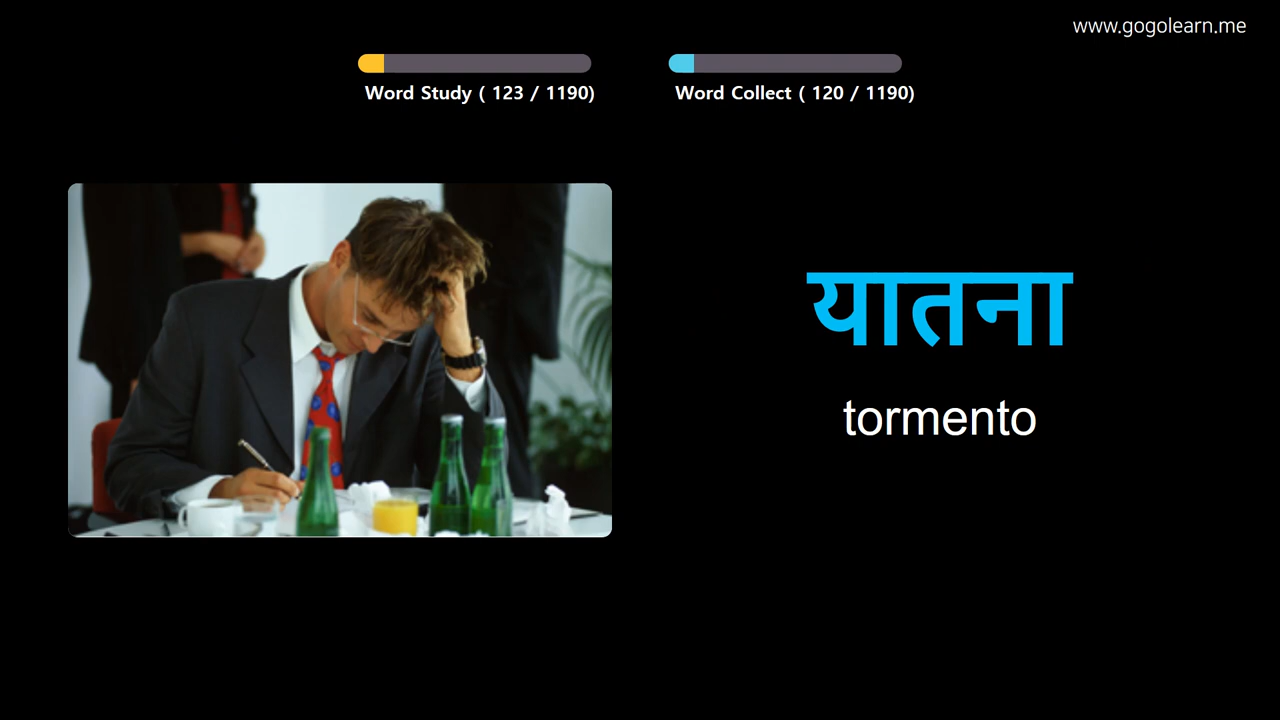 www.gogolearn.me
Word Study ( 123 / 1190)
Word Collect ( 120 / 1190)
यातना
tormento